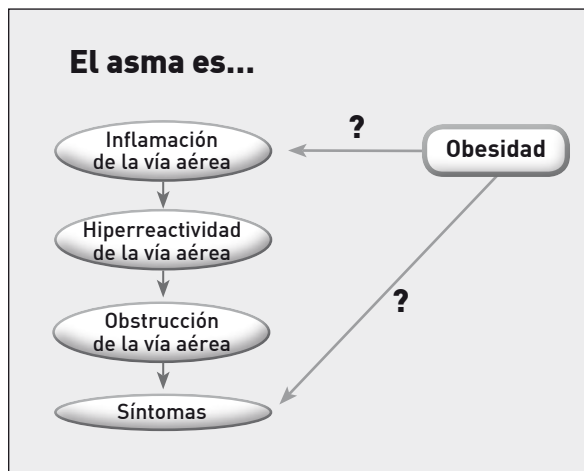 El asma es...
Inflamación
de la vía aérea
?
Obesidad
Hiperreactividad
de la vía aérea
?
Obstrucción
de la vía aérea
Síntomas